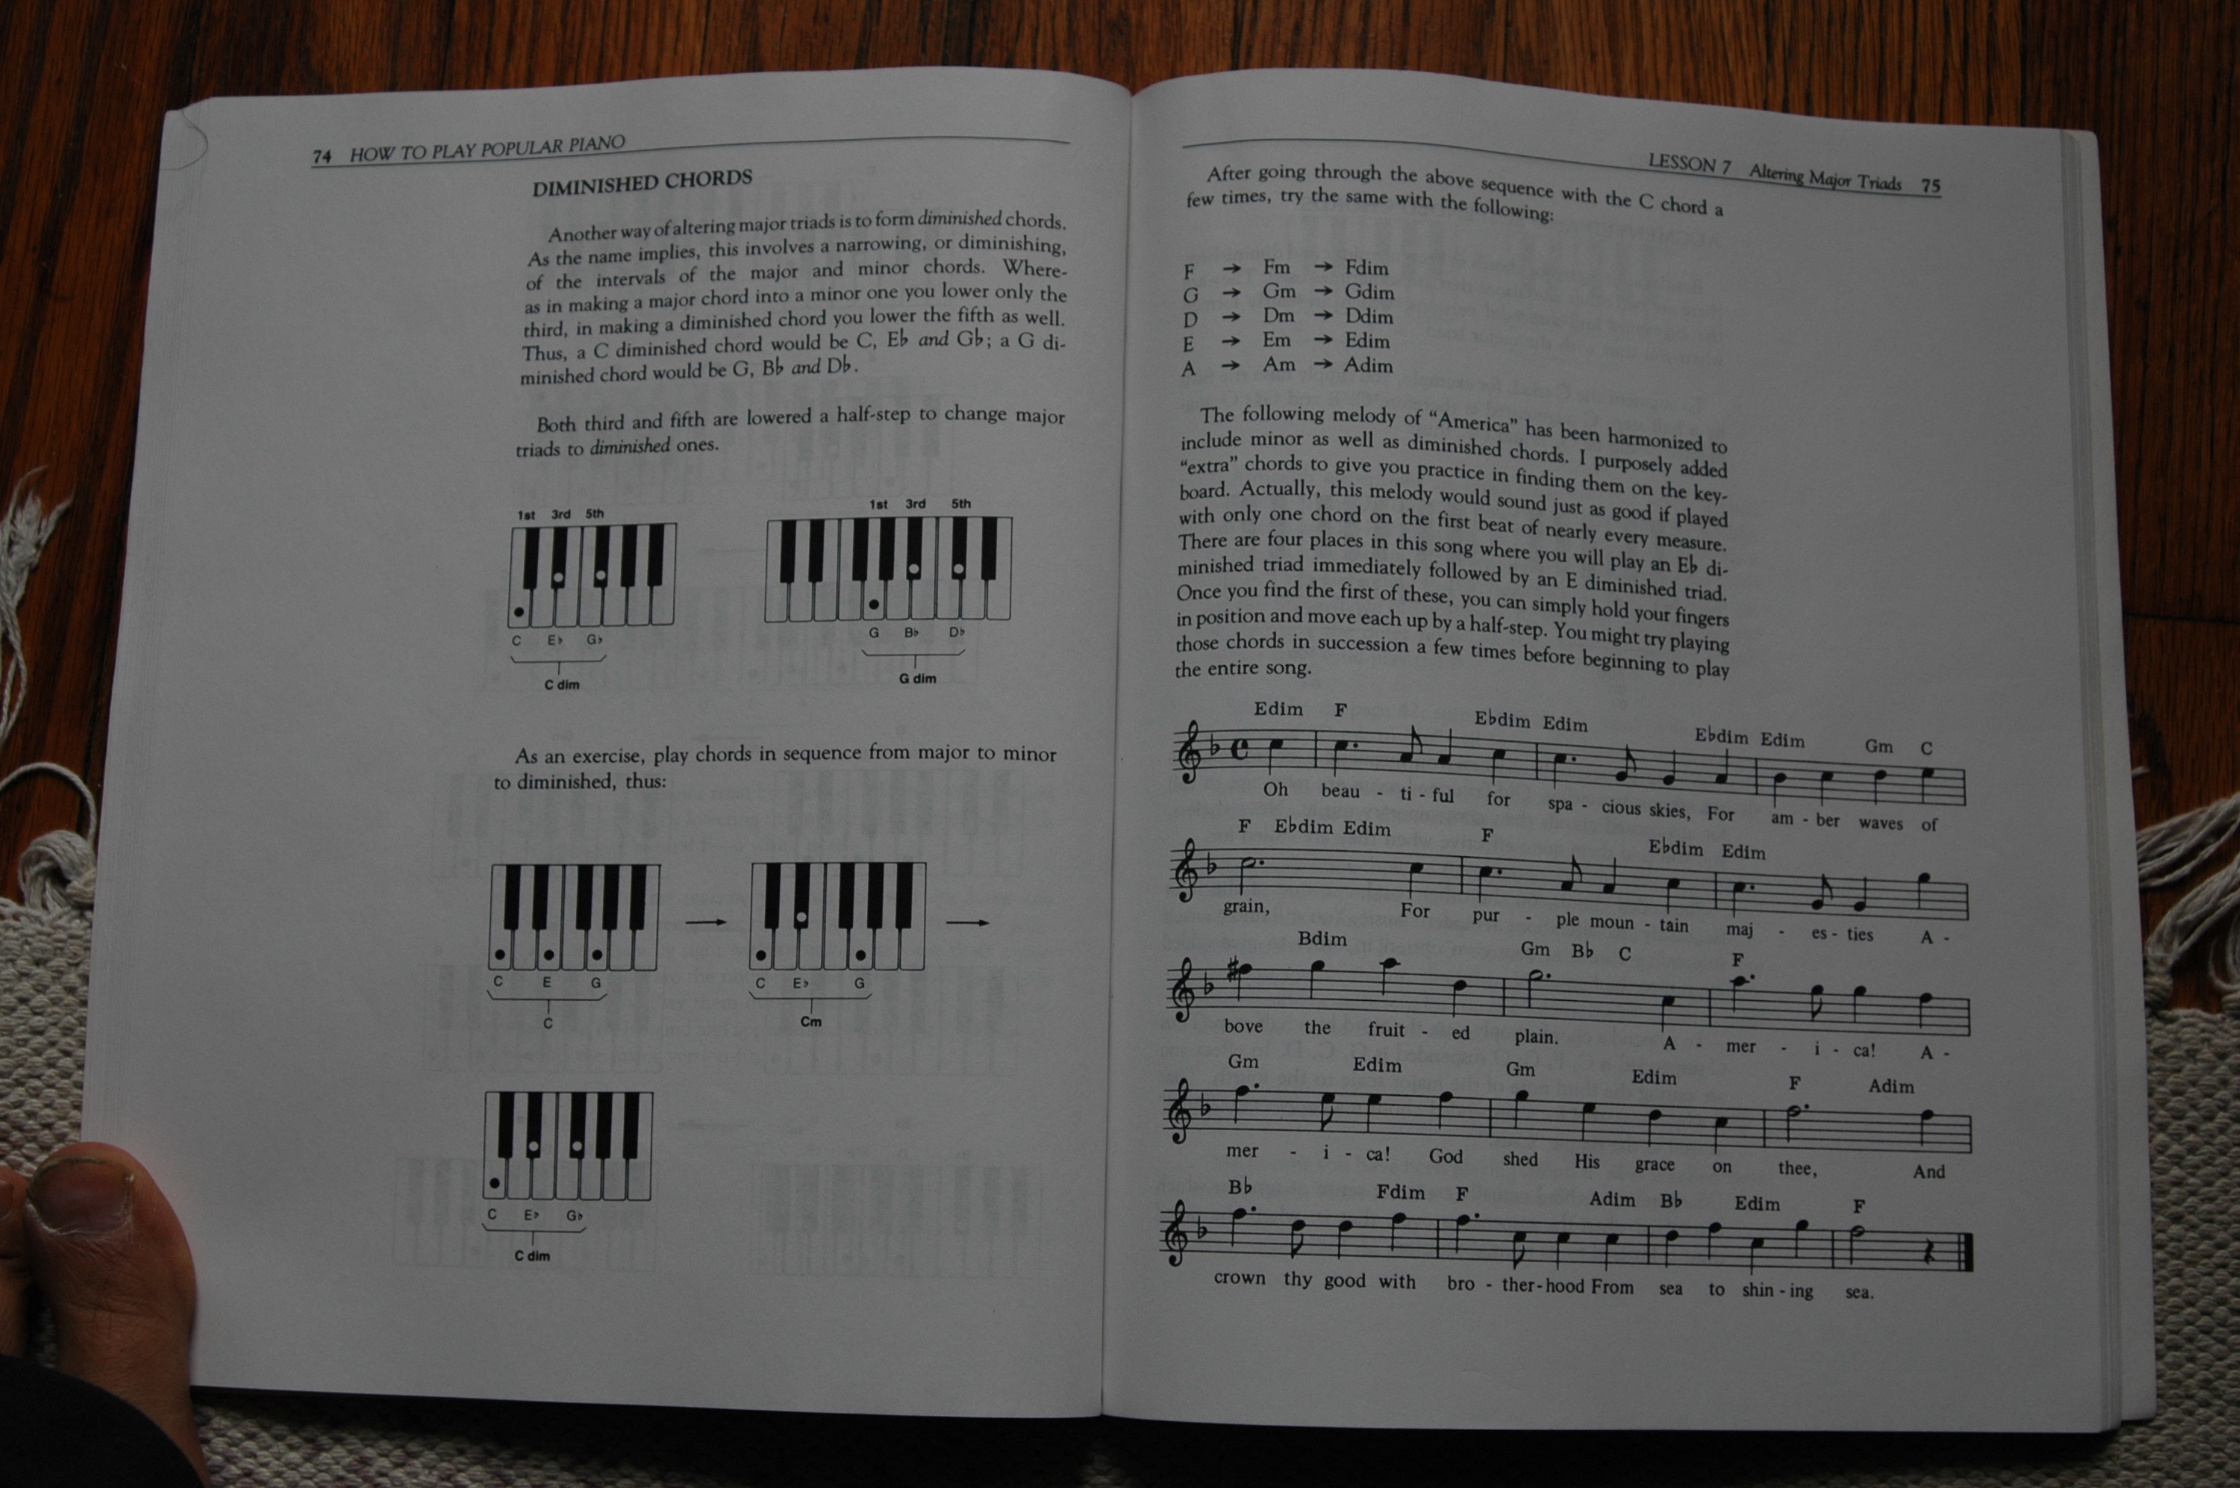 74 HOW TO PLAY POPULAR PIANO
DIMINISHED CHORDS
Another way of altering major triads is to form diminished chords.
As the name implies, this involves a narrowing, or diminishing,
of the intervals of the major and minor chords. Where-
as in making a major chord into a minor one you lower only the
third, in making a diminished chord you lower the fifth as well.
Thus, a C diminished chord would be C, E♭ and G♭; a G di-
minished chord would be G, B♭ and D♭.
Both third and fifth are lowered a half-step to change major
triads to diminished ones.
1st 3rd 5th 1st 3rd 5th
C E♭ G♭ G B♭ D♭
C dim G dim
As an exercise, play chords in sequence from major to minor
to diminished, thus:
C E G → C E♭ G →
C Cm
C E♭ G♭
C dim
LESSON 7 Altering Major Triads 75
After going through the above sequence with the C chord a
few times, try the same with the following:
F → Fm → Fdim
G → Gm → Gdim
D → Dm → Ddim
E → Em → Edim
A → Am → Adim
The following melody of "America" has been harmonized to
include minor as well as diminished chords. I purposely added
"extra" chords to give you practice in finding them on the key-
board. Actually, this melody would sound just as good if played
with only one chord on the first beat of nearly every measure.
There are four places in this song where you will play an E♭ di-
minished triad immediately followed by an E diminished triad.
Once you find the first of these, you can simply hold your fingers
in position and move each up by a half-step. You might try playing
those chords in succession a few times before beginning to play
the entire song.
Edim F E♭dim Edim E♭dim Edim Gm C
Oh beau - ti - ful for spa - cious skies, For am - ber waves of
F E♭dim Edim F E♭dim Edim
grain, For pur - ple moun - tain maj - es - ties A -
Bdim Gm B♭ C F
bove the fruit - ed plain. A - mer - i - ca! A -
Gm Edim Gm Edim F Adim
mer - i - ca! God shed His grace on thee, And
B♭ Fdim F Adim B♭ Edim F
crown thy good with bro - ther-hood From sea to shin - ing sea.